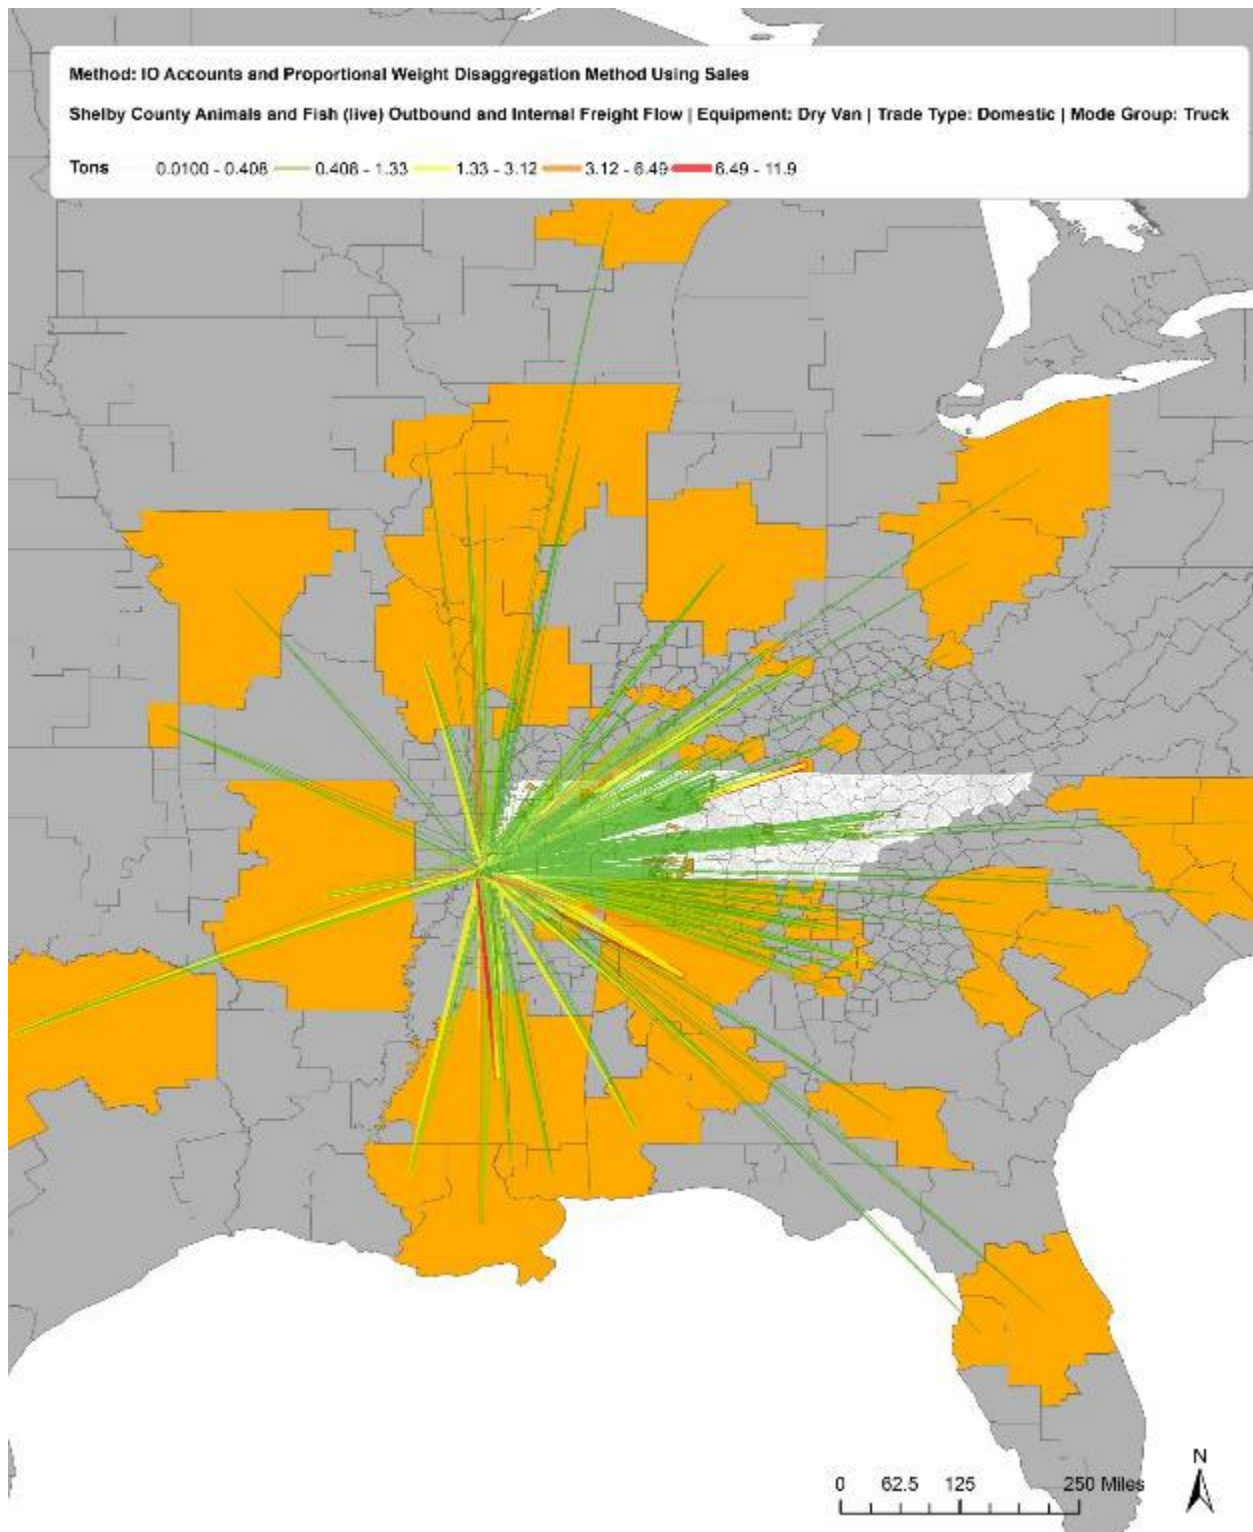 Method: IO Accounts and Proportional Weight Disaggregation Method Using Sales
Shelby County Animals and Fish (live) Outbound and Internal Freight Flow | Equipment: Dry Van | Trade Type: Domestic | Mode Group: Truck
Tons 0.0100 - 0.408 0.408 - 1.33 1.33 - 3.12 3.12 - 6.49 6.49 - 11.9
N
0 62.5 125 250 Miles